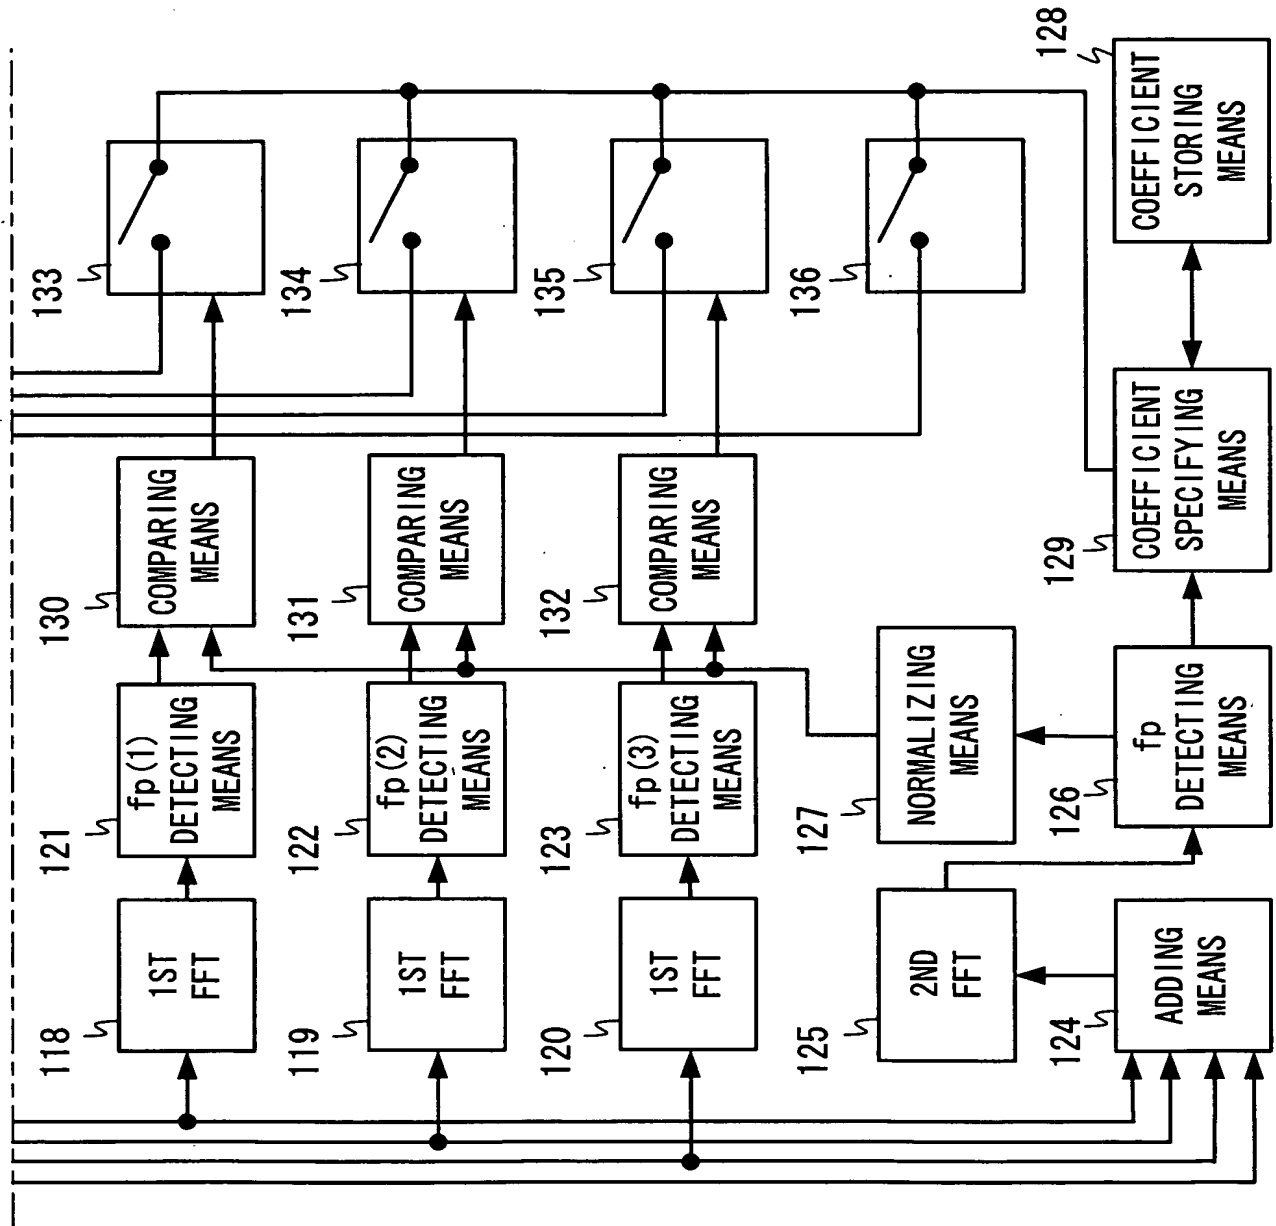 118
1ST
FFT
121
fp(1)
DETECTING
MEANS
130
COMPARING
MEANS
133
119
1ST
FFT
122
fp(2)
DETECTING
MEANS
131
COMPARING
MEANS
134
120
1ST
FFT
123
fp(3)
DETECTING
MEANS
132
COMPARING
MEANS
135
136
125
2ND
FFT
127
NORMALIZING
MEANS
124
ADDING
MEANS
126
fp
DETECTING
MEANS
129
COEFFICIENT
SPECIFYING
MEANS
128
COEFFICIENT
STORING
MEANS